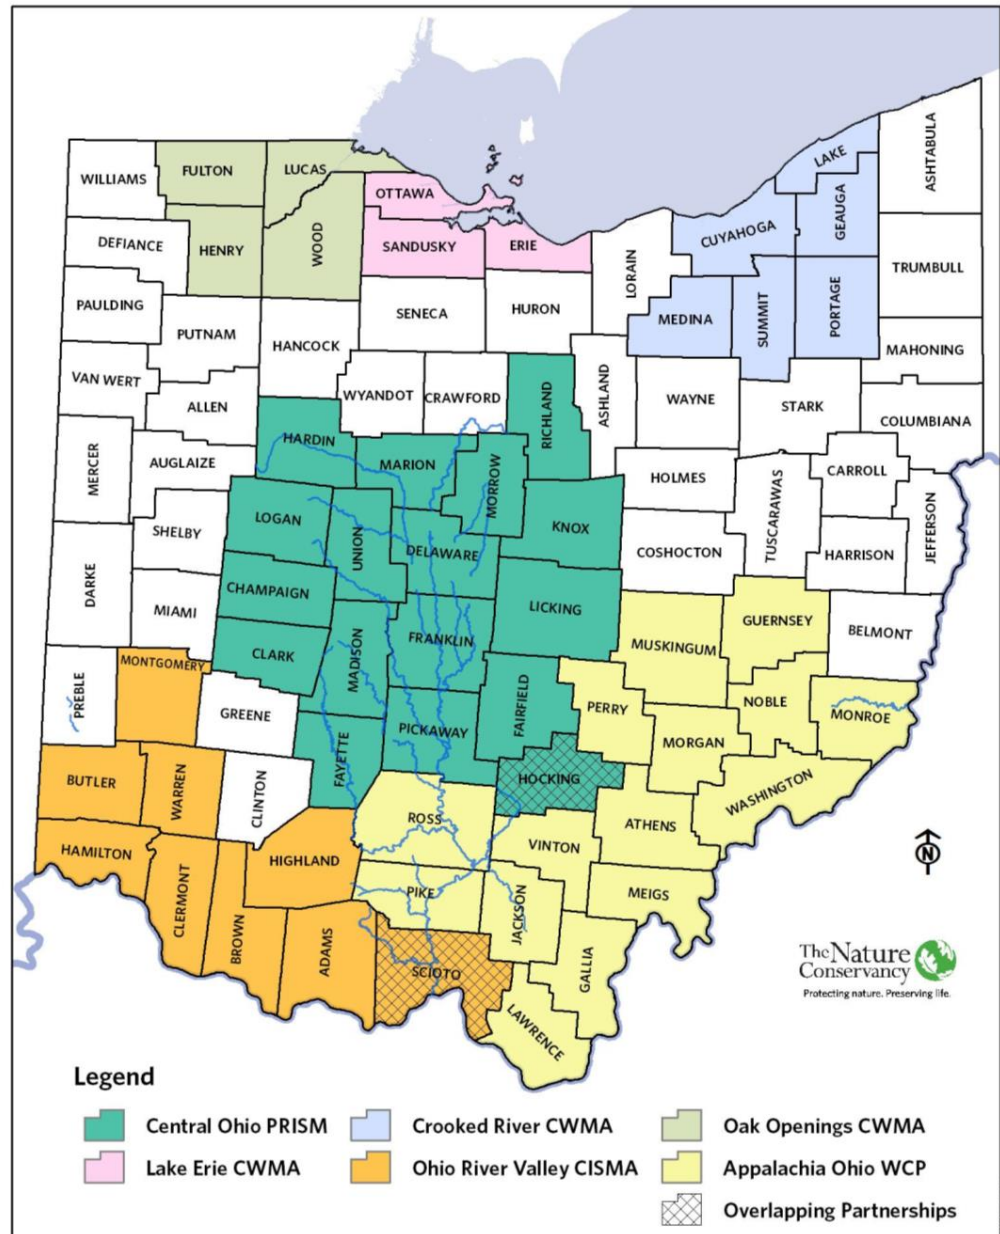 ASHTABULA
LAKE
FULTON
LUCAS
WILLIAMS
OTTAWA
GEAUGA
CUYAHOGA
DEFIANCE
HENRY
WOOD
SANDUSKY
ERIE
LORAIN
TRUMBULL
PAULDING
SENECA
HURON
MEDINA
SUMMIT
PORTAGE
PUTNAM
HANCOCK
MAHONING
VAN WERT
WYANDOT
CRAWFORD
RICHLAND
ASHLAND
WAYNE
STARK
ALLEN
COLUMBIANA
HARDIN
MERCER
AUGLAIZE
MARION
MORROW
HOLMES
CARROLL
TUSCARAWAS
JEFFERSON
LOGAN
KNOX
SHELBY
UNION
DELAWARE
COSHOCTON
HARRISON
DARKE
CHAMPAIGN
MIAMI
LICKING
GUERNSEY
BELMONT
FRANKLIN
MUSKINGUM
CLARK
MADISON
MONTGOMERY
PREBLE
GREENE
FAIRFIELD
PERRY
NOBLE
MONROE
PICKAWAY
MORGAN
FAYETTE
HOCKING
BUTLER
WARREN
WASHINGTON
CLINTON
ROSS
ATHENS
VINTON
HAMILTON
HIGHLAND
PIKE
MEIGS
CLERMONT
JACKSON
BROWN
ADAMS
SCIOTO
GALLIA
LAWRENCE
N
The Nature
Conservancy
Protecting nature. Preserving life.
Legend
Central Ohio PRISM
Crooked River CWMA
Oak Openings CWMA
Lake Erie CWMA
Ohio River Valley CISMA
Appalachia Ohio WCP
Overlapping Partnerships